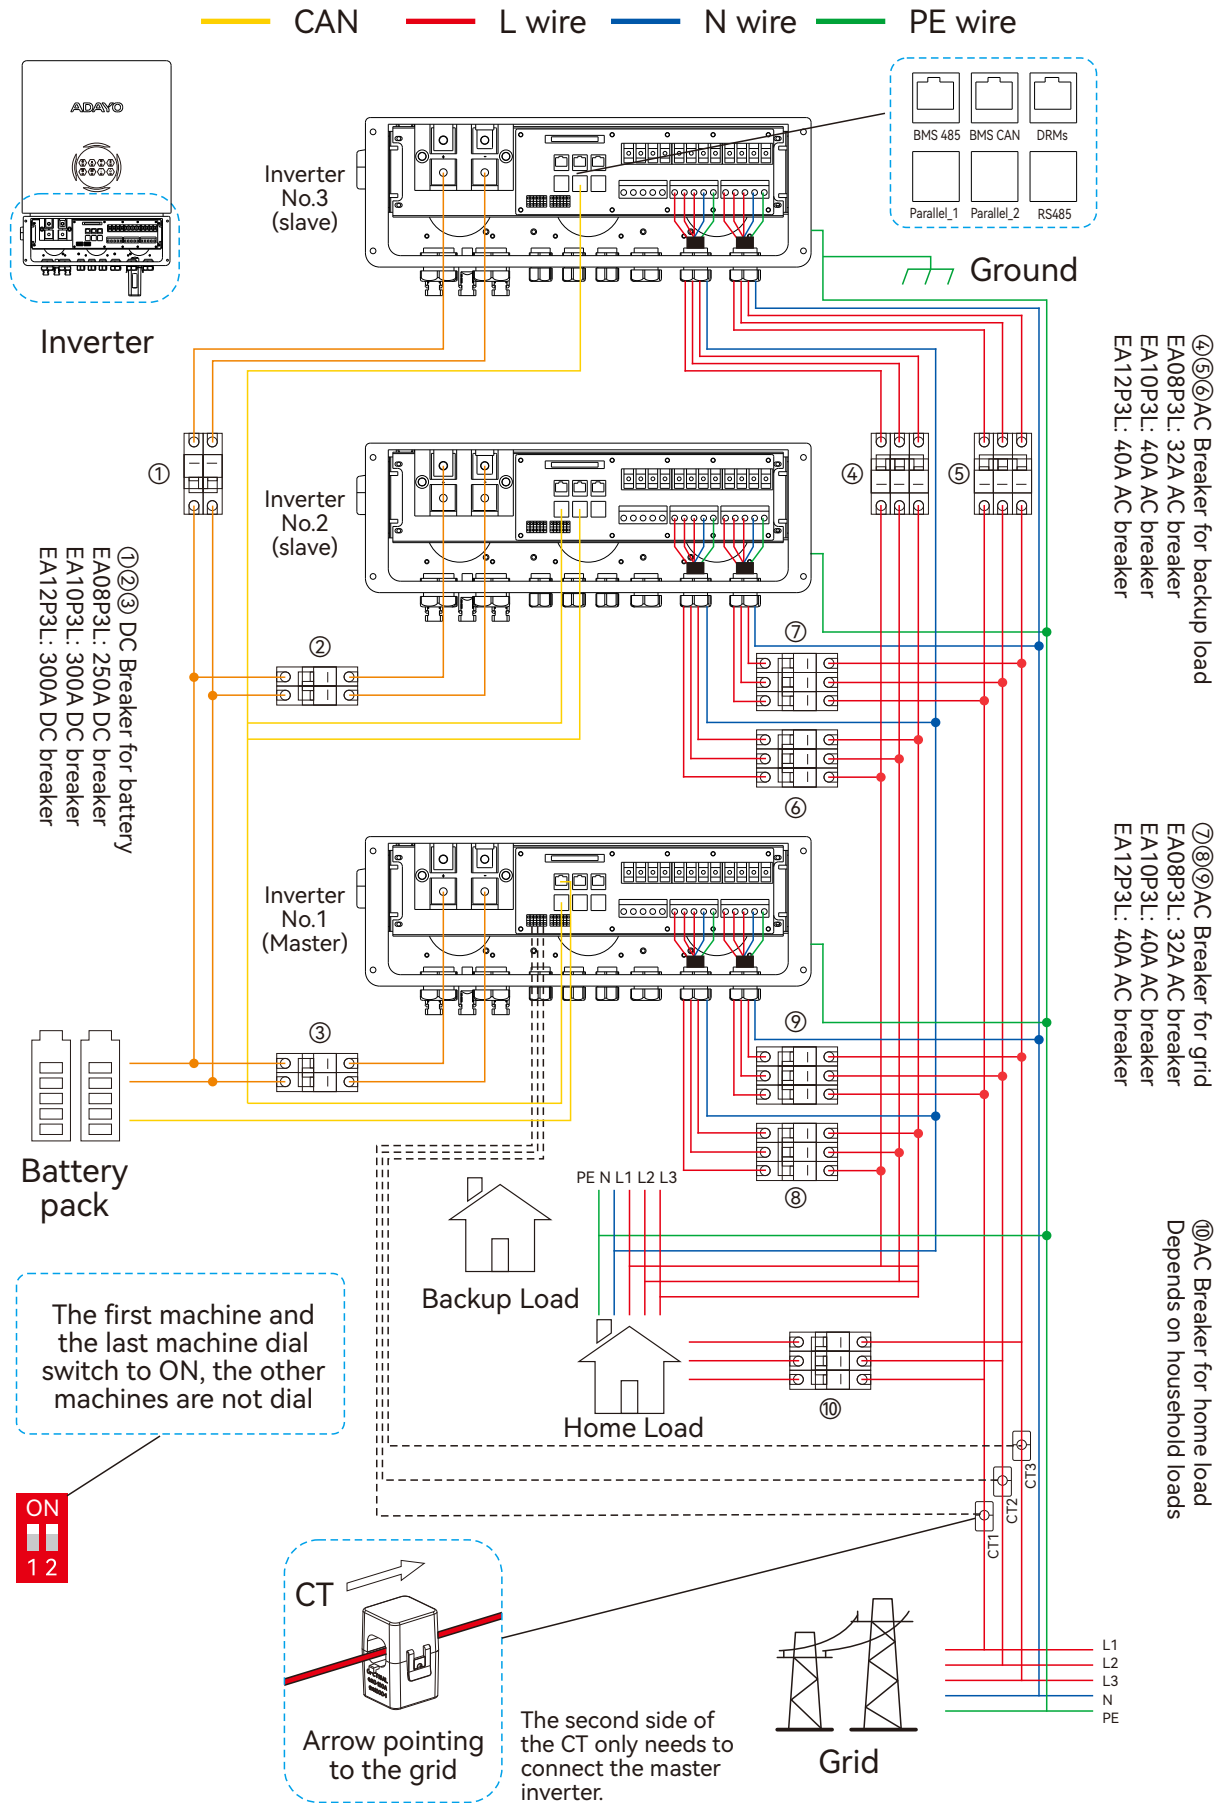 CAN
L wire
N wire
PE wire
ADAYO
Inverter
Inverter
No.3
(slave)
BMS 485
BMS CAN
DRMs
Parallel_1
Parallel_2
RS485
Ground
①
④
⑤
④⑤⑥AC Breaker for backup load
EA08P3L: 32A AC breaker
EA10P3L: 40A AC breaker
EA12P3L: 40A AC breaker
Inverter
No.2
(slave)
①②③ DC Breaker for battery
EA08P3L: 250A DC breaker
EA10P3L: 300A DC breaker
EA12P3L: 300A DC breaker
②
⑦
⑥
⑦⑧⑨AC Breaker for grid
EA08P3L: 32A AC breaker
EA10P3L: 40A AC breaker
EA12P3L: 40A AC breaker
Inverter
No.1
(Master)
③
⑨
⑧
Battery
pack
PE N L1 L2 L3
Backup Load
Home Load
⑩
⑩AC Breaker for home load
Depends on household loads
The first machine and
the last machine dial
switch to ON, the other
machines are not dial
ON
1 2
CT3
CT2
CT1
CT
Arrow pointing
to the grid
The second side of
the CT only needs to
connect the master
inverter.
Grid
L1
L2
L3
N
PE